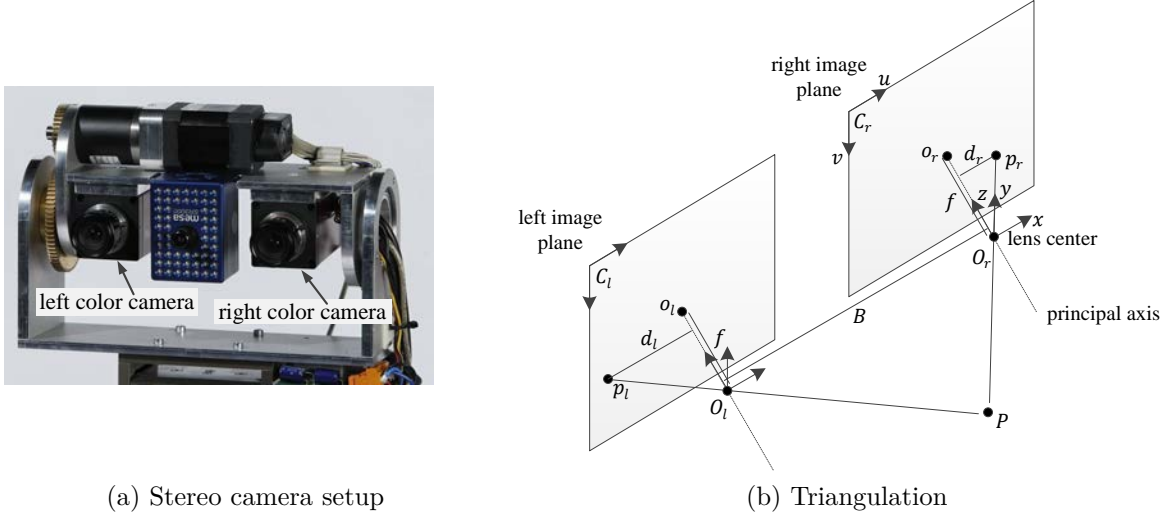 mesa
left color camera
right color camera
(a) Stereo camera setup
right image
plane
u
C_r
v
o_r
d_r
p_r
f
z
y
x
lens center
O_r
left image
plane
C_l
o_l
d_l
f
p_l
O_l
B
principal axis
P
(b) Triangulation